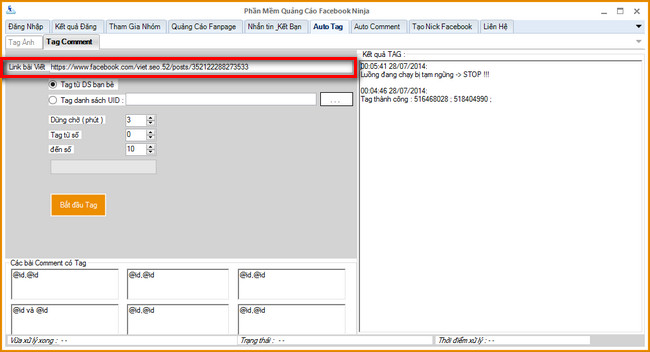 Phần Mềm Quảng Cáo Facebook Ninja
Đăng Nhập Kết quả Đăng Tham Gia Nhóm Quảng Cáo Fanpage Nhắn tin _Kết Bạn Auto Tag Auto Comment Tạo Nick Facebook Liên Hệ
Tag Ảnh Tag Comment
Link bài Viết https://www.facebook.com/viet.seo.52/posts/352122288273533
Tag từ DS bạn bè
Tag danh sách UID : ...
Dừng chờ ( phút ) 3
Tag từ số 0
đến số 10
Bắt đầu Tag
Kết quả TAG :
00:05:41 28/07/2014:
Luồng đang chạy bị tạm ngừng -> STOP !!!
00:04:46 28/07/2014:
Tag thành công : 516468028 ; 518404990 ;
Các bài Comment có Tag
@id,@id @id,@id @id,@id
@id và @id @id,@id @id,@id
Vừa xử lý xong : - - Trạng thái : - - Thời điểm xử lý : - -